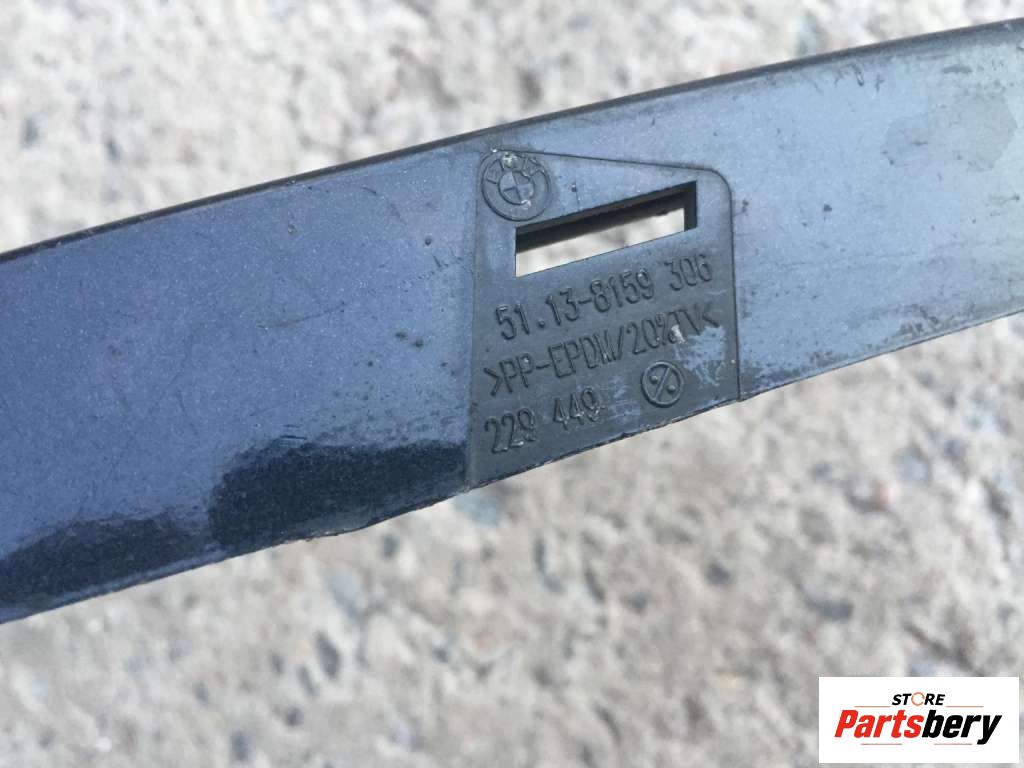 51.13-8159 306
>PP-EPDM/20%TV<
229 449
STORE
Partsbery